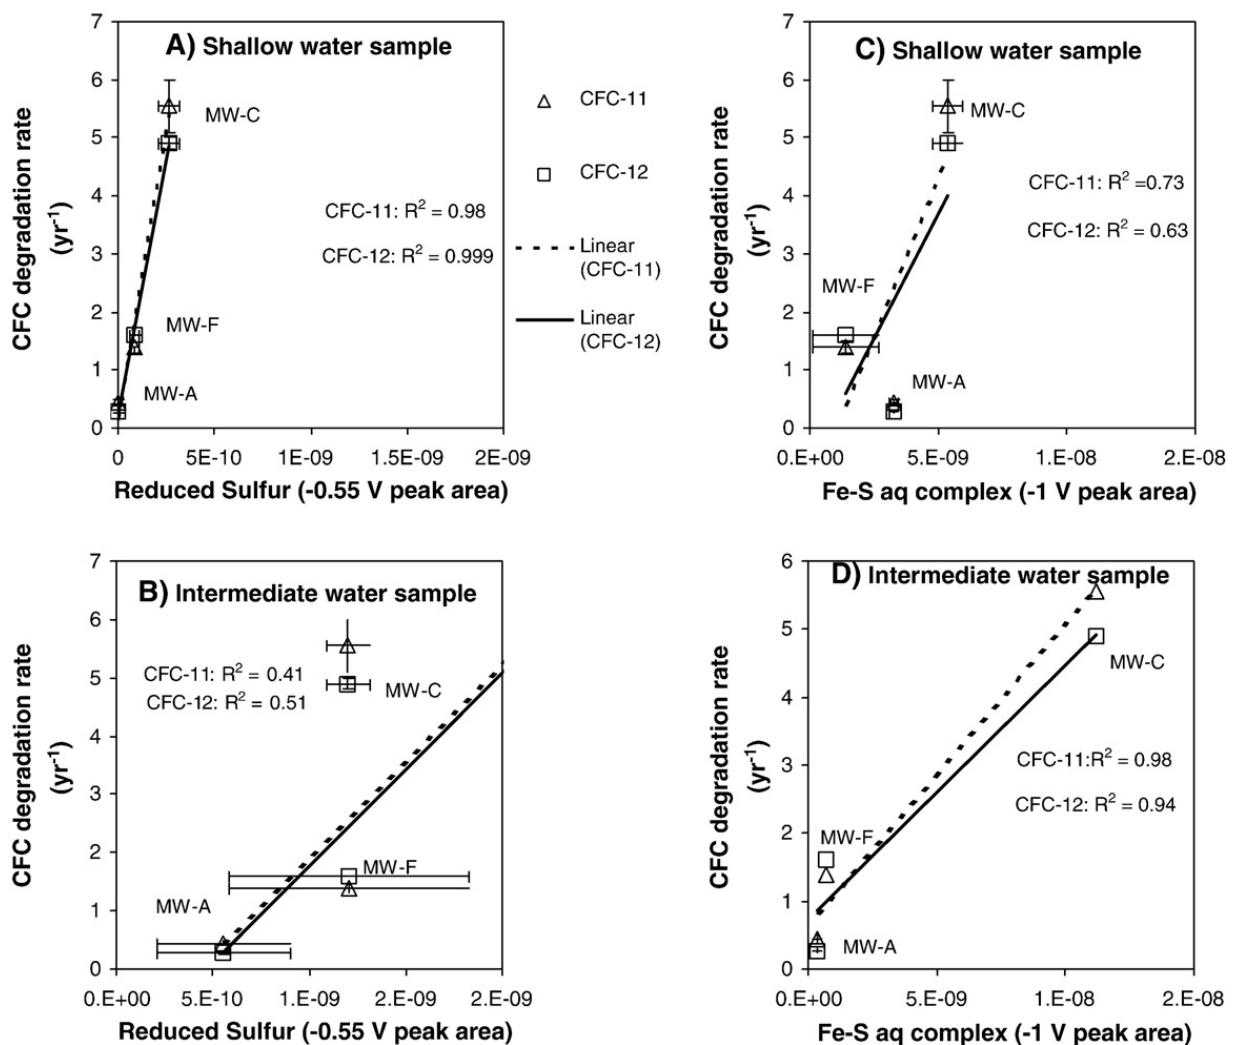 A) Shallow water sample
7
6
5
4
3
2
1
0
CFC degradation rate
(yr-1)
MW-C
MW-F
MW-A
CFC-11: R2 = 0.98
CFC-12: R2 = 0.999
0 5E-10 1E-09 1.5E-09 2E-09
Reduced Sulfur (-0.55 V peak area)
CFC-11
CFC-12
Linear
(CFC-11)
Linear
(CFC-12)
C) Shallow water sample
7
6
5
4
3
2
1
0
CFC degradation rate
(yr-1)
MW-C
CFC-11: R2 =0.73
CFC-12: R2 = 0.63
MW-F
MW-A
0.E+00 5.E-09 1.E-08 2.E-08
Fe-S aq complex (-1 V peak area)
B) Intermediate water sample
7
6
5
4
3
2
1
0
CFC degradation rate
(yr-1)
CFC-11: R2 = 0.41
CFC-12: R2 = 0.51
MW-C
MW-F
MW-A
0.E+00 5.E-10 1.E-09 2.E-09 2.E-09
Reduced Sulfur (-0.55 V peak area)
D) Intermediate water sample
6
5
4
3
2
1
0
CFC degradation rate
(yr-1)
MW-C
CFC-11:R2 = 0.98
CFC-12: R2 = 0.94
MW-F
MW-A
0.E+00 5.E-09 1.E-08 2.E-08
Fe-S aq complex (-1 V peak area)